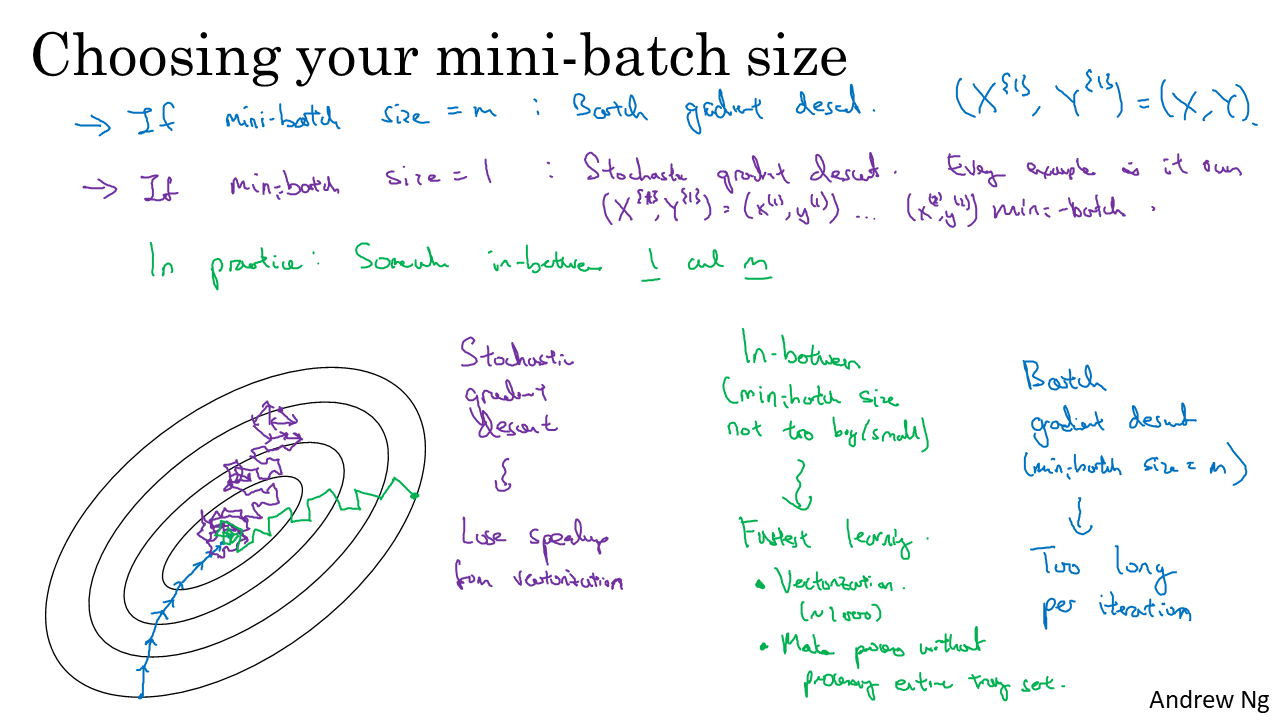 Choosing your mini-batch size
→ If mini-batch size = m : Batch gradient descent. (X^{1}, Y^{1}) = (X, Y).
→ If mini-batch size = 1 : Stochastic gradient descent. Every example is it own
(X^{1}, Y^{1}) = (x^(1), y^(1)) ... (x^(2), y^(2)) mini-batch.
In practice: Somewhere in-between 1 and m
Stochastic
gradient
descent
Lose speedup
from vectorization
In-between
(mini-batch size
not too big/small)
Fastest learning.
• Vectorization.
(~1000)
• Make progress without
processing entire training set.
Batch
gradient descent
(mini-batch size = m)
Too long
per iteration
Andrew Ng